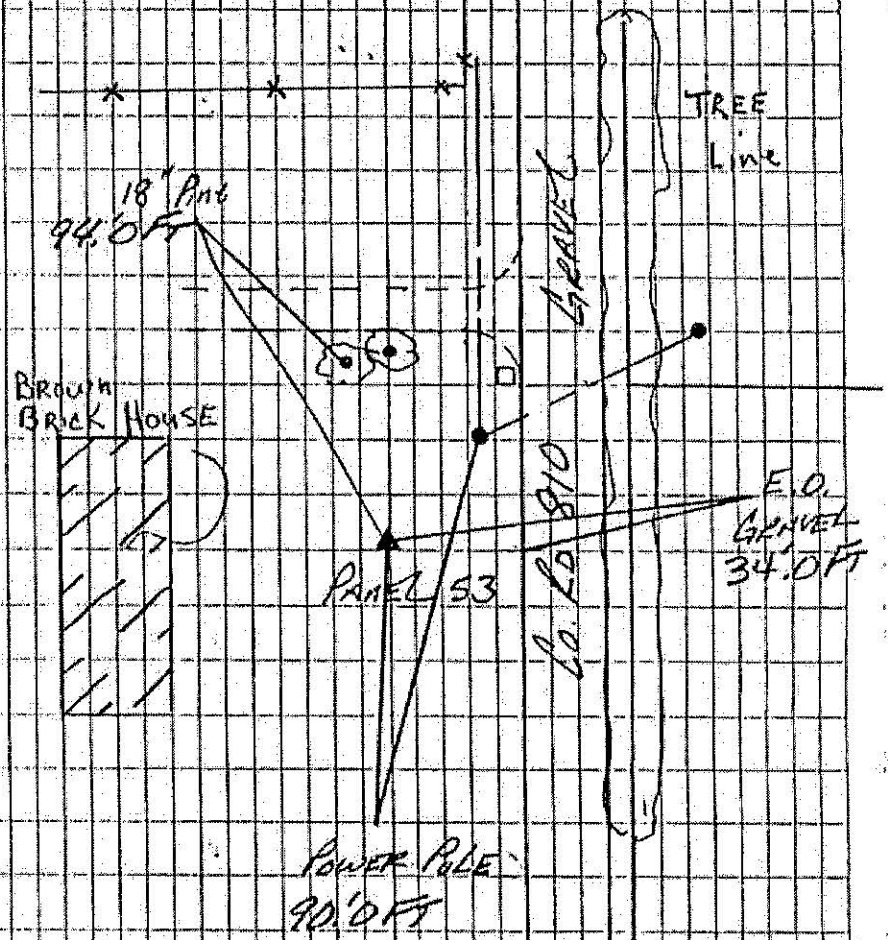 TREE
Line
18" Pine
94.'0 FT
GRAVEL
BROWN
BRICK HOUSE
E.O.
GRAVEL
34.'0 FT
PANEL 53
Co. Rd 810
POWER POLE
90.'0 FT